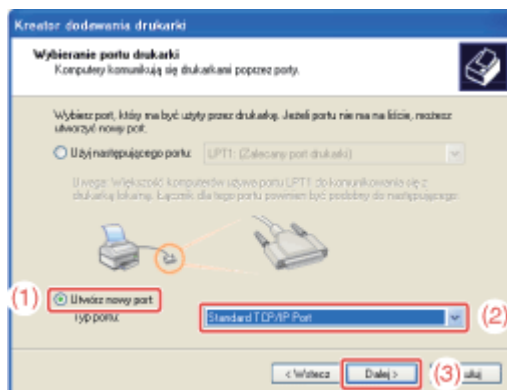 Kreator dodawania drukarki
Wybieranie portu drukarki
Komputery komunikują się drukarkami poprzez porty.
Wybierz port, który ma być użyty przez drukarkę. Jeżeli portu nie ma na liście, możesz
utworzyć nowy port.
Użyj następującego portu:
LPT1: (Zalecany port drukarki)
Uwaga: Większość komputerów używa portu LPT1 do komunikowania się z
drukarką lokalną. Łącznik dla tego portu powinien być podobny do następującego:
(1)
Utwórz nowy port
Typ portu:
Standard TCP/IP Port
(2)
< Wstecz
Dalej >
(3)